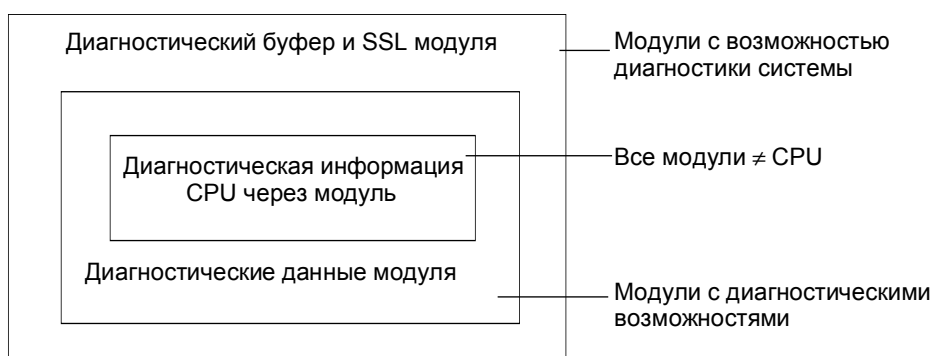 Диагностический буфер и SSL модуля
Модули с возможностью
диагностики системы
Диагностическая информация
CPU через модуль
Все модули ≠ CPU
Диагностические данные модуля
Модули с диагностическими
возможностями